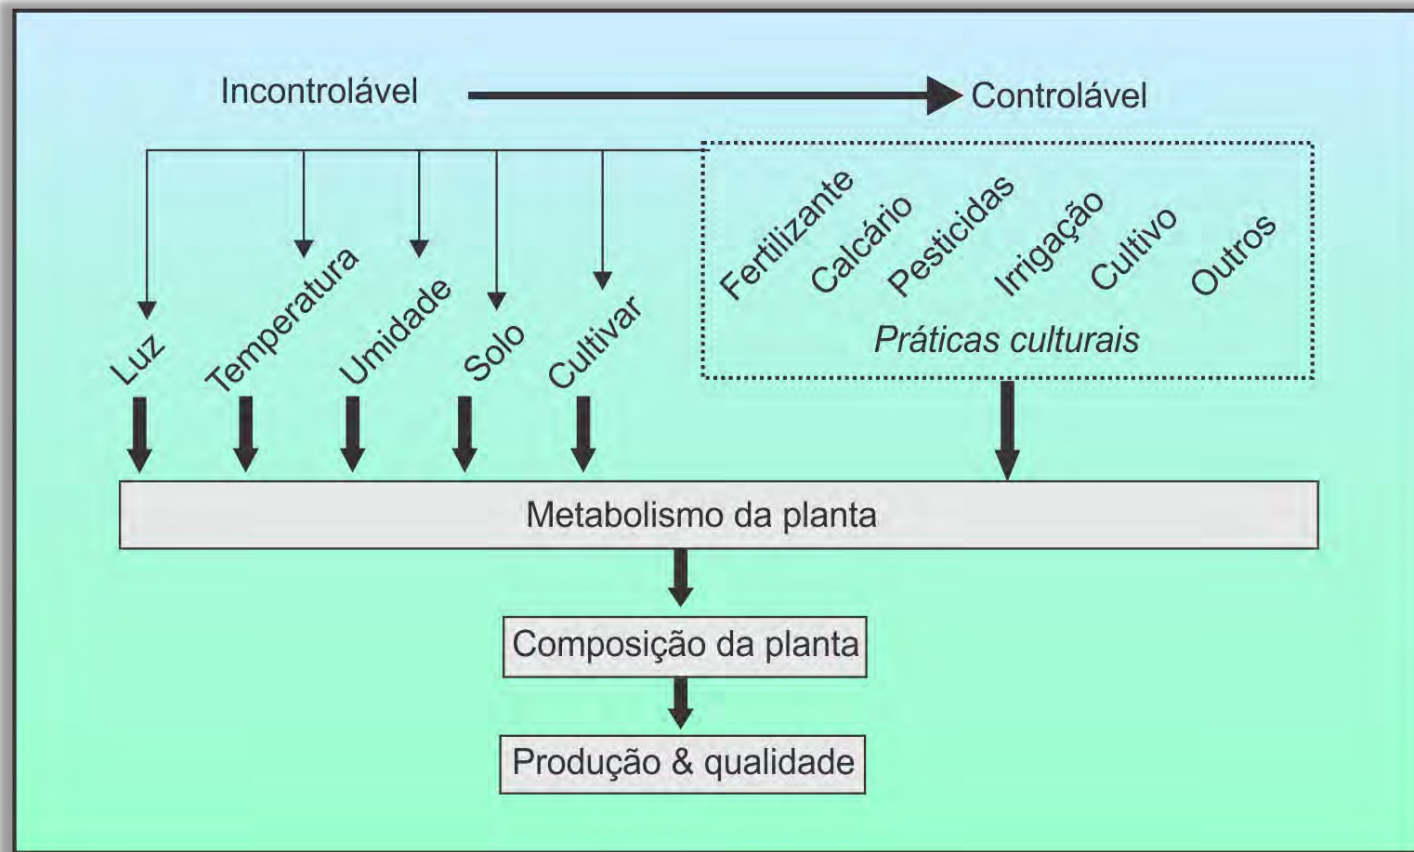 Incontrolável
Controlável
Luz
Temperatura
Umidade
Solo
Cultivar
Fertilizante
Calcário
Pesticidas
Irrigação
Cultivo
Outros
Práticas culturais
Metabolismo da planta
Composição da planta
Produção & qualidade